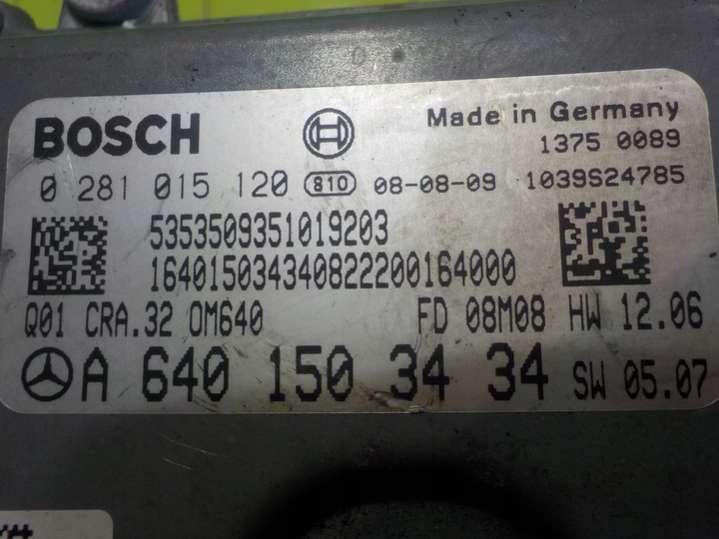 BOSCH Made in Germany
1375 0089
0 281 015 120 810 08-08-09 1039S24785
5353509351019203
164015034340822200164000
Q01 CRA.32 OM640 FD 08M08 HW 12.06
A 640 150 34 34 SW 05.07